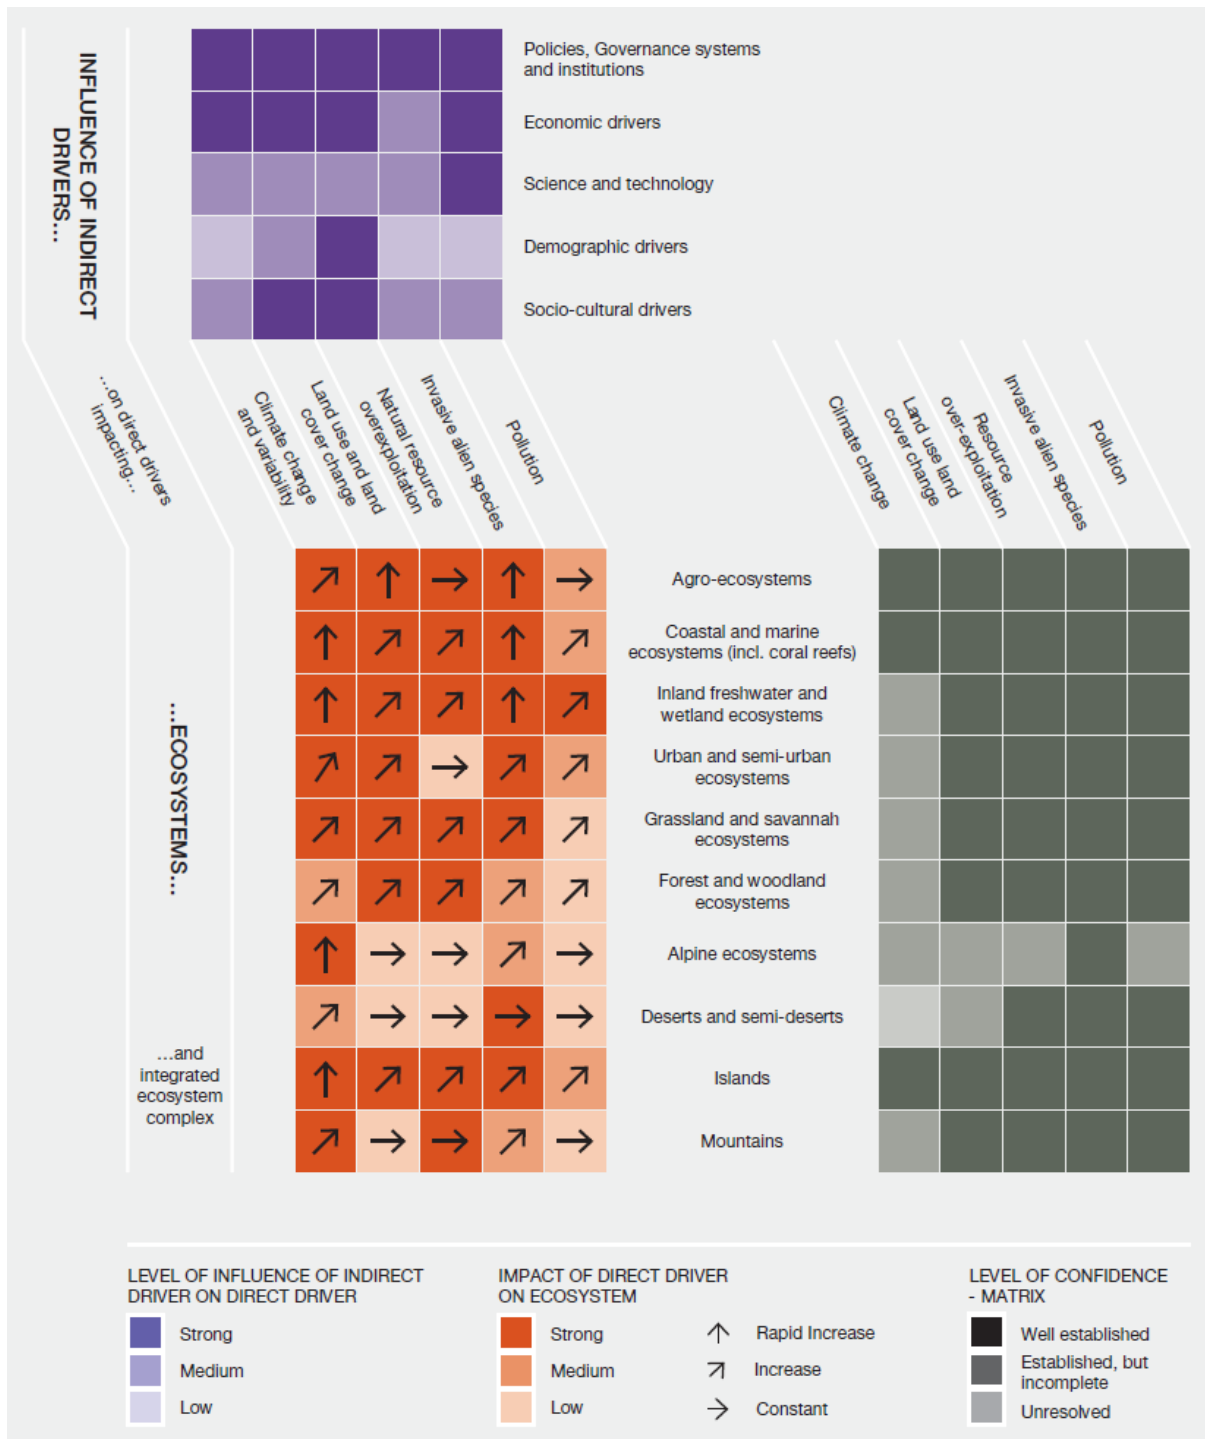 INFLUENCE OF INDIRECT
DRIVERS...
Policies, Governance systems
and institutions
Economic drivers
Science and technology
Demographic drivers
Socio-cultural drivers
...on direct drivers
impacting...
Climate change
and variability
Land use and land
cover change
Natural resource
overexploitation
Invasive alien species
Pollution
Climate change
Land use land
cover change
Resource
over-exploitation
Invasive alien species
Pollution
...ECOSYSTEMS...
Agro-ecosystems
Coastal and marine
ecosystems (incl. coral reefs)
Inland freshwater and
wetland ecosystems
Urban and semi-urban
ecosystems
Grassland and savannah
ecosystems
Forest and woodland
ecosystems
Alpine ecosystems
Deserts and semi-deserts
...and
integrated
ecosystem
complex
Islands
Mountains
LEVEL OF INFLUENCE OF INDIRECT
DRIVER ON DIRECT DRIVER
Strong
Medium
Low
IMPACT OF DIRECT DRIVER
ON ECOSYSTEM
Strong
Medium
Low
Rapid Increase
Increase
Constant
LEVEL OF CONFIDENCE
- MATRIX
Well established
Established, but
incomplete
Unresolved